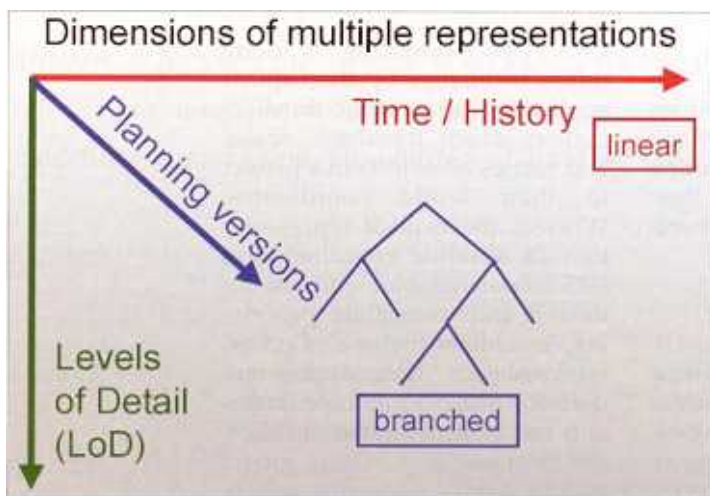 Dimensions of multiple representations
Time / History
linear
Planning versions
Levels
of Detail
(LoD)
branched